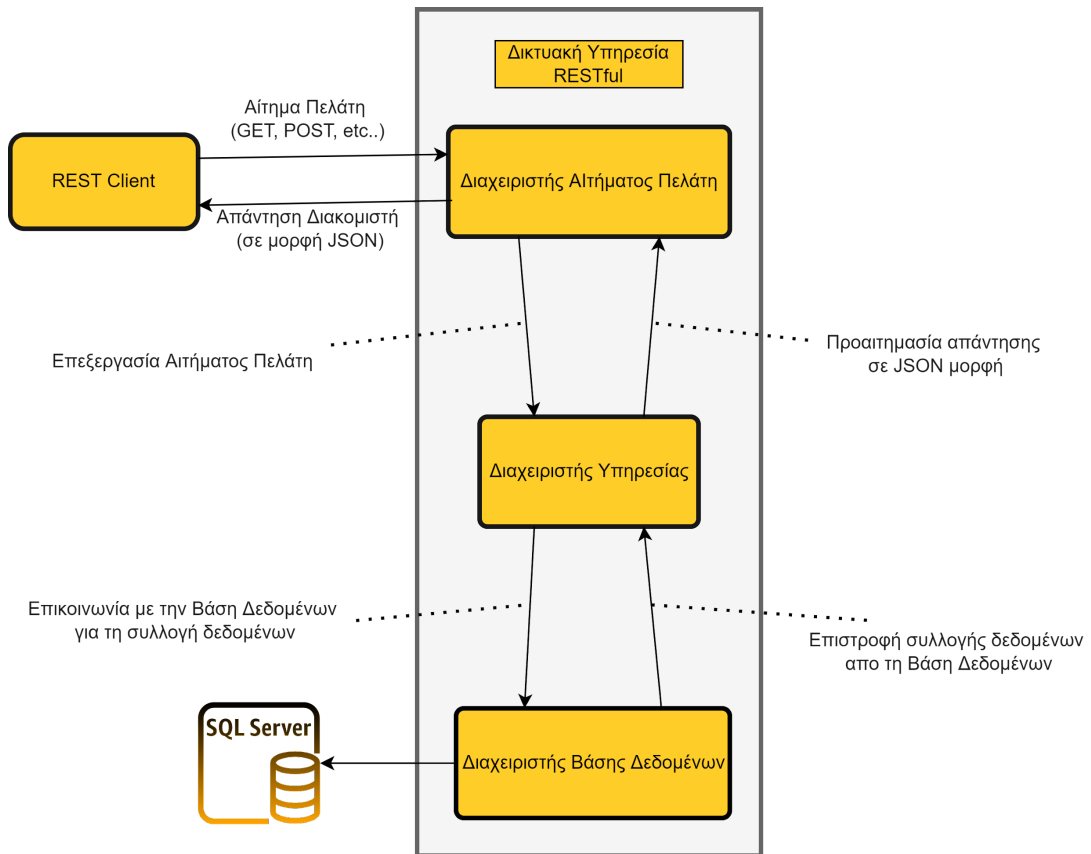 Δικτυακή Υπηρεσία
RESTful
Αίτημα Πελάτη
(GET, POST, etc..)
REST Client
Διαχειριστής ΑΙτήματος Πελάτη
Απάντηση Διακομιστή
(σε μορφή JSON)
Επεξεργασία Αιτήματος Πελάτη
Προαιτημασία απάντησης
σε JSON μορφή
Διαχειριστής Υπηρεσίας
Επικοινωνία με την Βάση Δεδομένων
για τη συλλογή δεδομένων
Επιστροφή συλλογής δεδομένων
απο τη Βάση Δεδομένων
SQL Server
Διαχειριστής Βάσης Δεδομένων